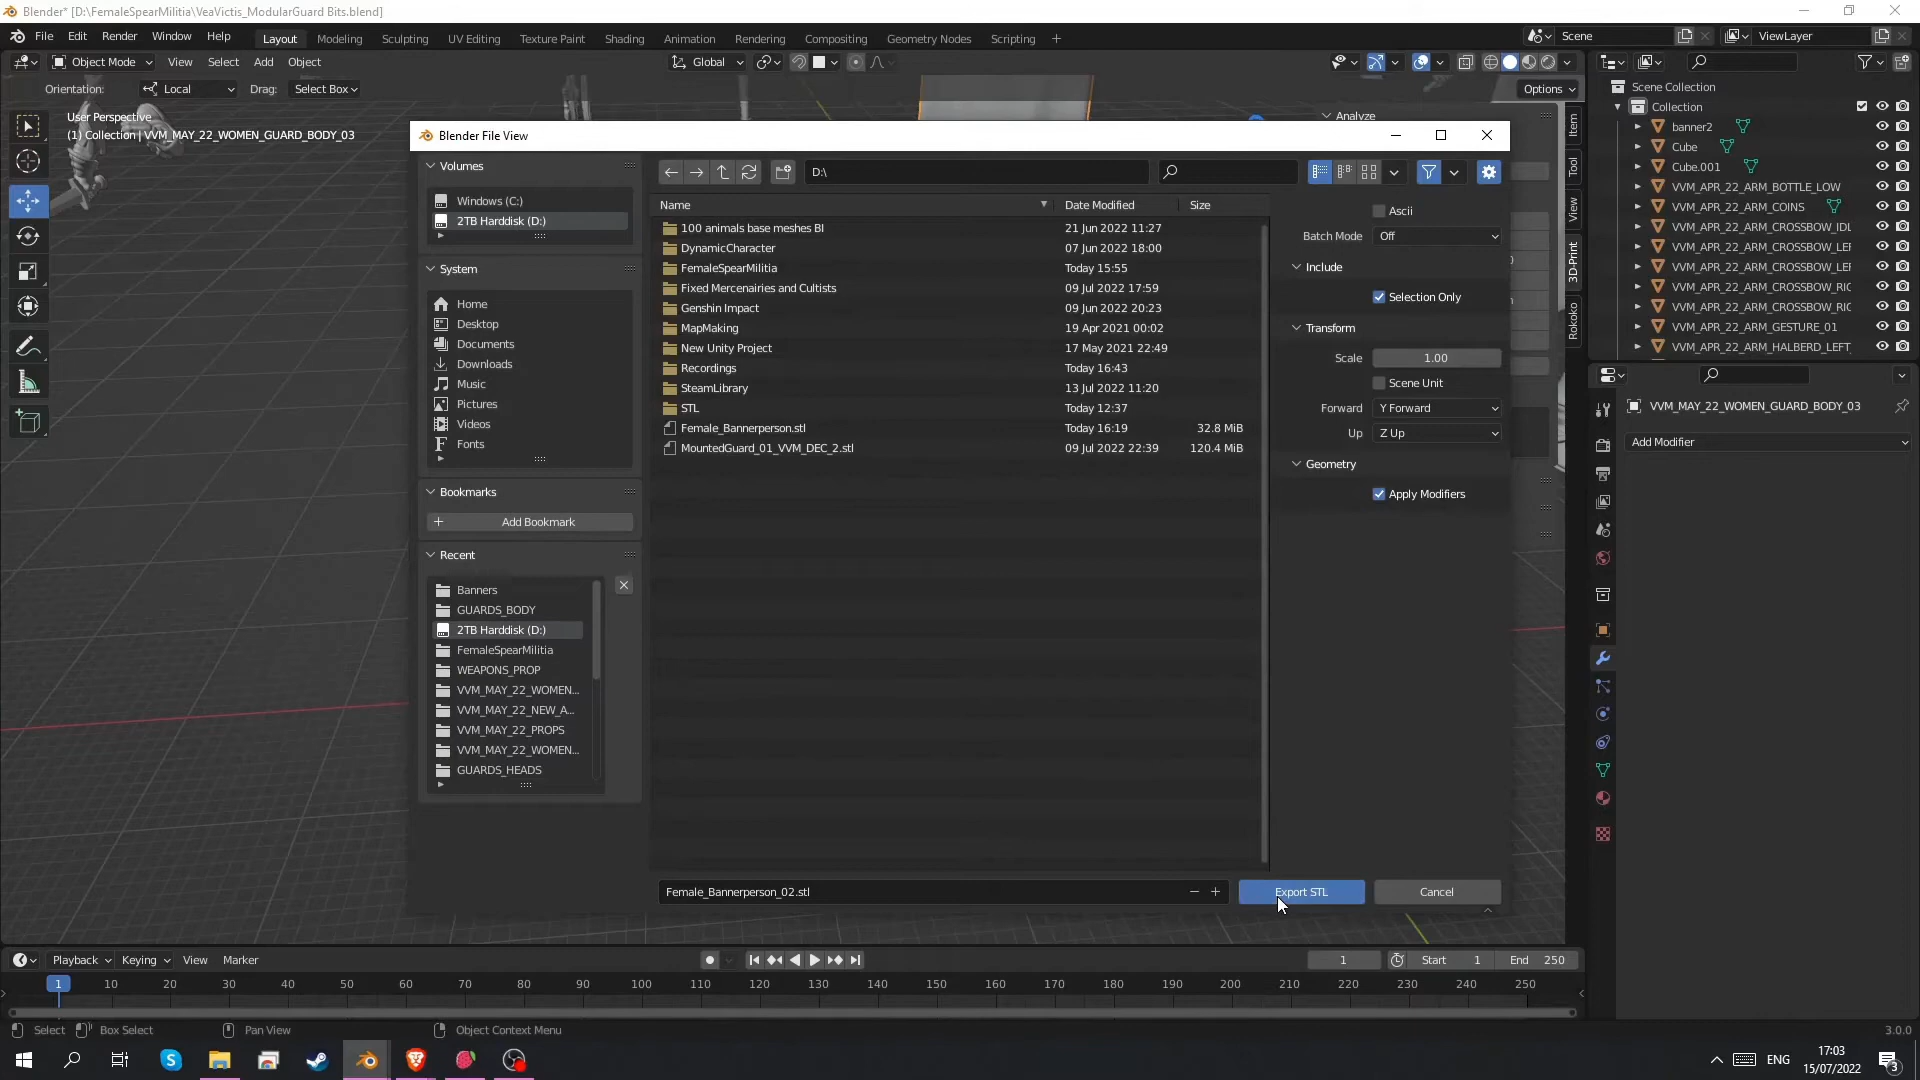 Blender* [D:\FemaleSpearMilitia\VeaVictis_ModularGuard Bits.blend]
File Edit Render Window Help Layout Modeling Sculpting UV Editing Texture Paint Shading Animation Rendering Compositing Geometry Nodes Scripting + Scene ViewLayer
Object Mode View Select Add Object Global
Orientation: Local Drag: Select Box Options
User Perspective
(1) Collection | VVM_MAY_22_WOMEN_GUARD_BODY_03
Analyze
Item
Tool
View
3D-Print
Rokoko
Blender File View
Volumes
Windows (C:)
2TB Harddisk (D:)
System
Home
Desktop
Documents
Downloads
Music
Pictures
Videos
Fonts
Bookmarks
Add Bookmark
Recent
Banners
GUARDS_BODY
2TB Harddisk (D:)
FemaleSpearMilitia
WEAPONS_PROP
VVM_MAY_22_WOMEN...
VVM_MAY_22_NEW_A...
VVM_MAY_22_PROPS
VVM_MAY_22_WOMEN...
GUARDS_HEADS
D:\
Name Date Modified Size
100 animals base meshes Bl 21 Jun 2022 11:27
DynamicCharacter 07 Jun 2022 18:00
FemaleSpearMilitia Today 15:55
Fixed Mercenairies and Cultists 09 Jul 2022 17:59
Genshin Impact 09 Jun 2022 20:23
MapMaking 19 Apr 2021 00:02
New Unity Project 17 May 2021 22:49
Recordings Today 16:43
SteamLibrary 13 Jul 2022 11:20
STL Today 12:37
Female_Bannerperson.stl Today 16:19 32.8 MiB
MountedGuard_01_VVM_DEC_2.stl 09 Jul 2022 22:39 120.4 MiB
Ascii
Batch Mode Off
Include
Selection Only
Transform
Scale 1.00
Scene Unit
Forward Y Forward
Up Z Up
Geometry
Apply Modifiers
Female_Bannerperson_02.stl Export STL Cancel
Scene Collection
Collection
banner2
Cube
Cube.001
VVM_APR_22_ARM_BOTTLE_LOW
VVM_APR_22_ARM_COINS
VVM_APR_22_ARM_CROSSBOW_IDL
VVM_APR_22_ARM_CROSSBOW_LEF
VVM_APR_22_ARM_CROSSBOW_LEF
VVM_APR_22_ARM_CROSSBOW_RIC
VVM_APR_22_ARM_CROSSBOW_RIC
VVM_APR_22_ARM_GESTURE_01
VVM_APR_22_ARM_HALBERD_LEFT_
VVM_MAY_22_WOMEN_GUARD_BODY_03
Add Modifier
Playback Keying View Marker 1 Start 1 End 250
1 10 20 30 40 50 60 70 80 90 100 110 120 130 140 150 160 170 180 190 200 210 220 230 240 250
Select Box Select Pan View Object Context Menu 3.0.0
ENG 17:03
15/07/2022 3